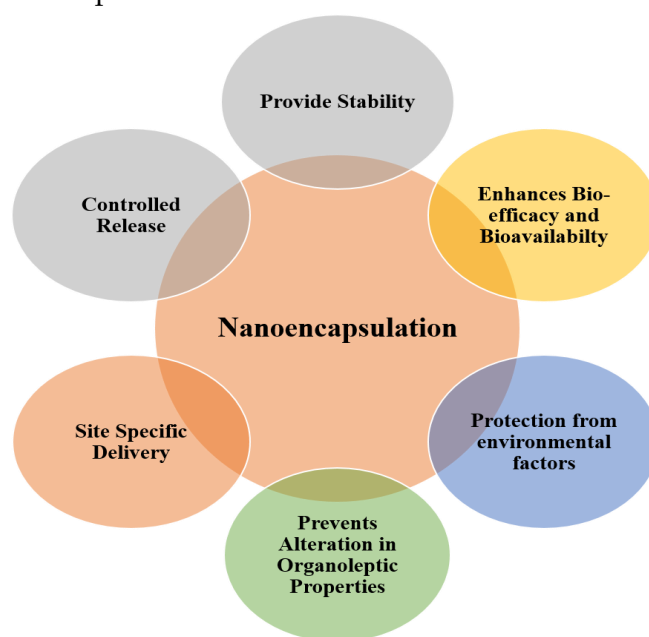 Provide Stability
Enhances Bio-
efficacy and
Bioavailabilty
Controlled
Release
Nanoencapsulation
Site Specific
Delivery
Protection from
environmental
factors
Prevents
Alteration in
Organoleptic
Properties